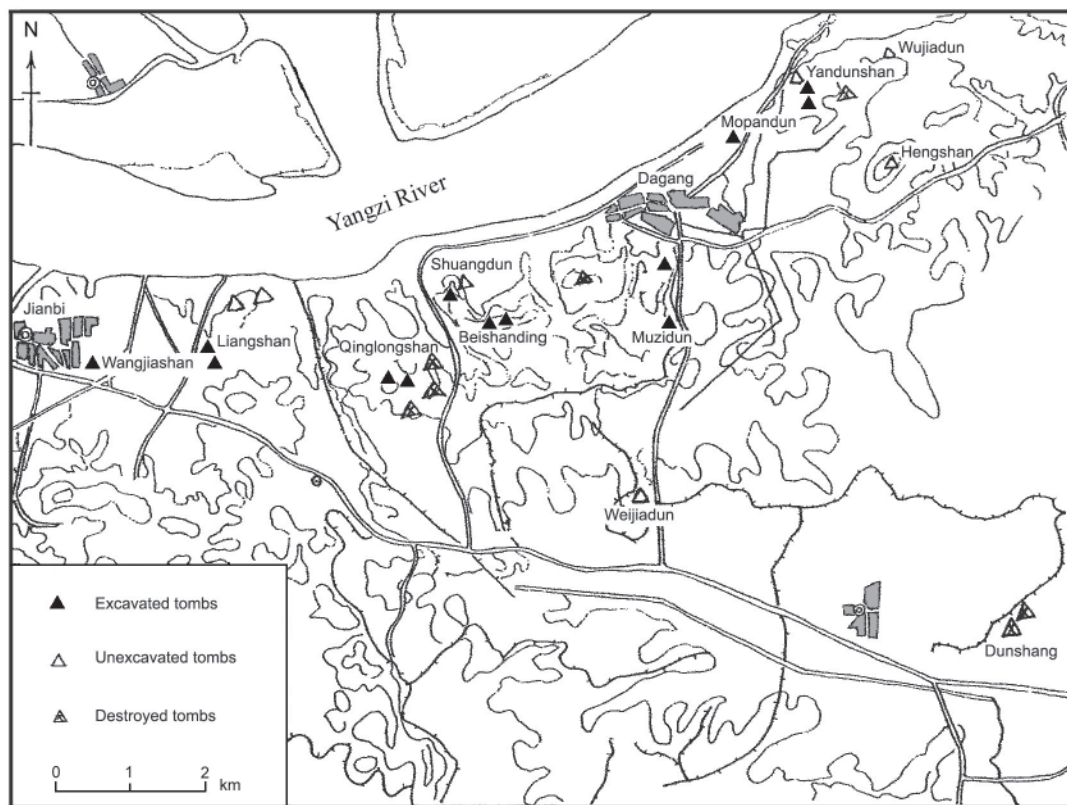 N
Wujiadun
Yandunshan
Mopandun
Hengshan
Dagang
Yangzi River
Shuangdun
Jianbi
Liangshan
Qinglongshan
Beishanding
Muzidun
Wangjiashan
Weijiadun
Excavated tombs
Unexcavated tombs
Dunshang
Destroyed tombs
0 1 2
km